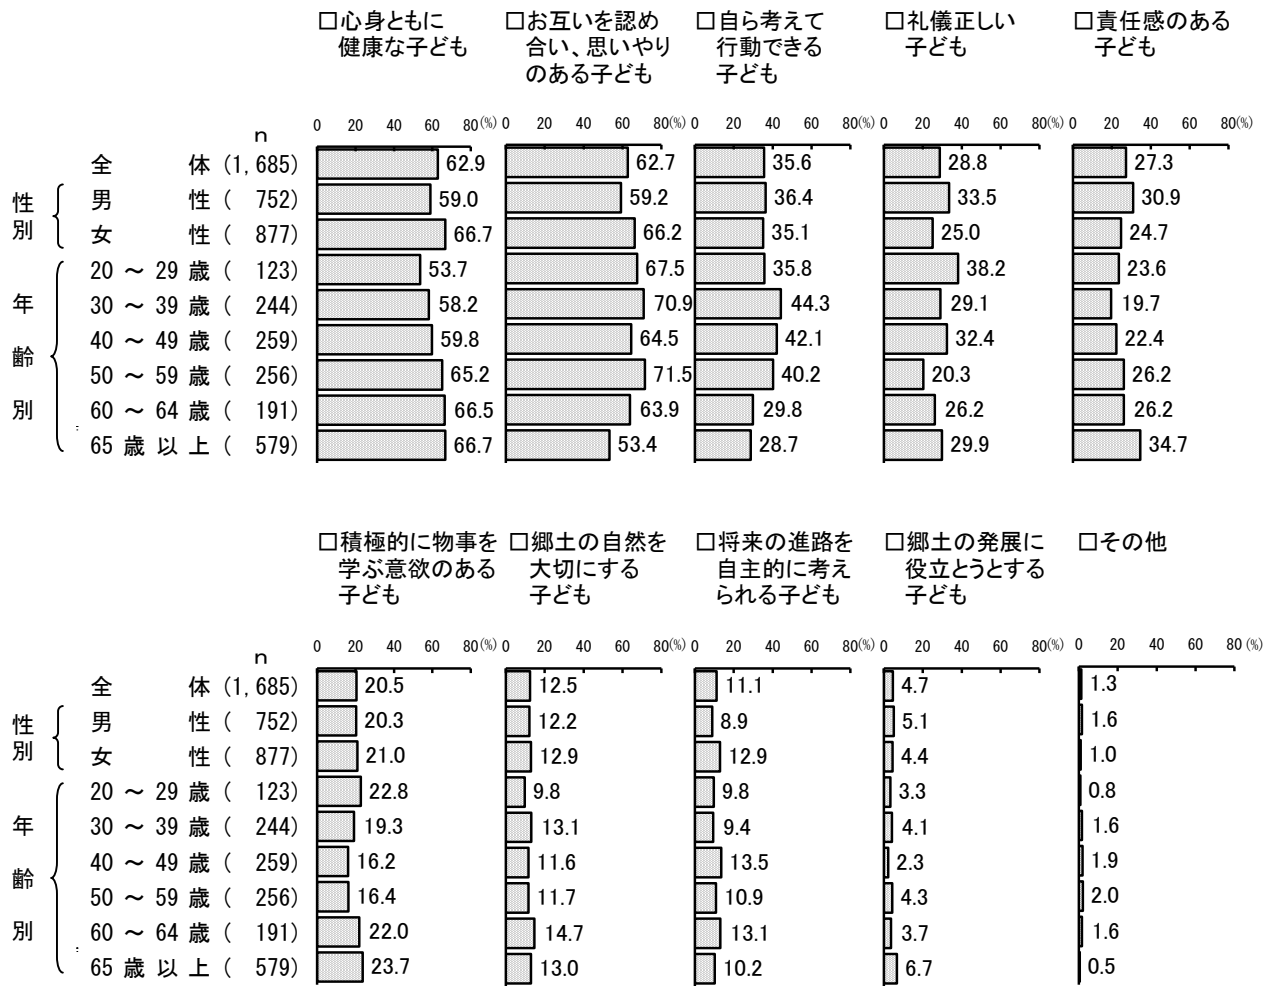 □心身ともに
健康な子ども
□お互いを認め
合い、思いやり
のある子ども
□自ら考えて
行動できる
子ども
□礼儀正しい
子ども
□責任感のある
子ども
0 20 40 60 80(%) 0 20 40 60 80(%) 0 20 40 60 80(%) 0 20 40 60 80(%) 0 20 40 60 80(%)
n
全 体 (1,685) 62.9 62.7 35.6 28.8 27.3
性別
男 性 ( 752) 59.0 59.2 36.4 33.5 30.9
女 性 ( 877) 66.7 66.2 35.1 25.0 24.7
年齢別
20 ～ 29 歳 ( 123) 53.7 67.5 35.8 38.2 23.6
30 ～ 39 歳 ( 244) 58.2 70.9 44.3 29.1 19.7
40 ～ 49 歳 ( 259) 59.8 64.5 42.1 32.4 22.4
50 ～ 59 歳 ( 256) 65.2 71.5 40.2 20.3 26.2
60 ～ 64 歳 ( 191) 66.5 63.9 29.8 26.2 26.2
65 歳 以 上 ( 579) 66.7 53.4 28.7 29.9 34.7
□積極的に物事を
学ぶ意欲のある
子ども
□郷土の自然を
大切にする
子ども
□将来の進路を
自主的に考え
られる子ども
□郷土の発展に
役立とうとする
子ども
□その他
0 20 40 60 80(%) 0 20 40 60 80(%) 0 20 40 60 80(%) 0 20 40 60 80(%) 0 20 40 60 80 (%)
n
全 体 (1,685) 20.5 12.5 11.1 4.7 1.3
性別
男 性 ( 752) 20.3 12.2 8.9 5.1 1.6
女 性 ( 877) 21.0 12.9 12.9 4.4 1.0
年齢別
20 ～ 29 歳 ( 123) 22.8 9.8 9.8 3.3 0.8
30 ～ 39 歳 ( 244) 19.3 13.1 9.4 4.1 1.6
40 ～ 49 歳 ( 259) 16.2 11.6 13.5 2.3 1.9
50 ～ 59 歳 ( 256) 16.4 11.7 10.9 4.3 2.0
60 ～ 64 歳 ( 191) 22.0 14.7 13.1 3.7 1.6
65 歳 以 上 ( 579) 23.7 13.0 10.2 6.7 0.5